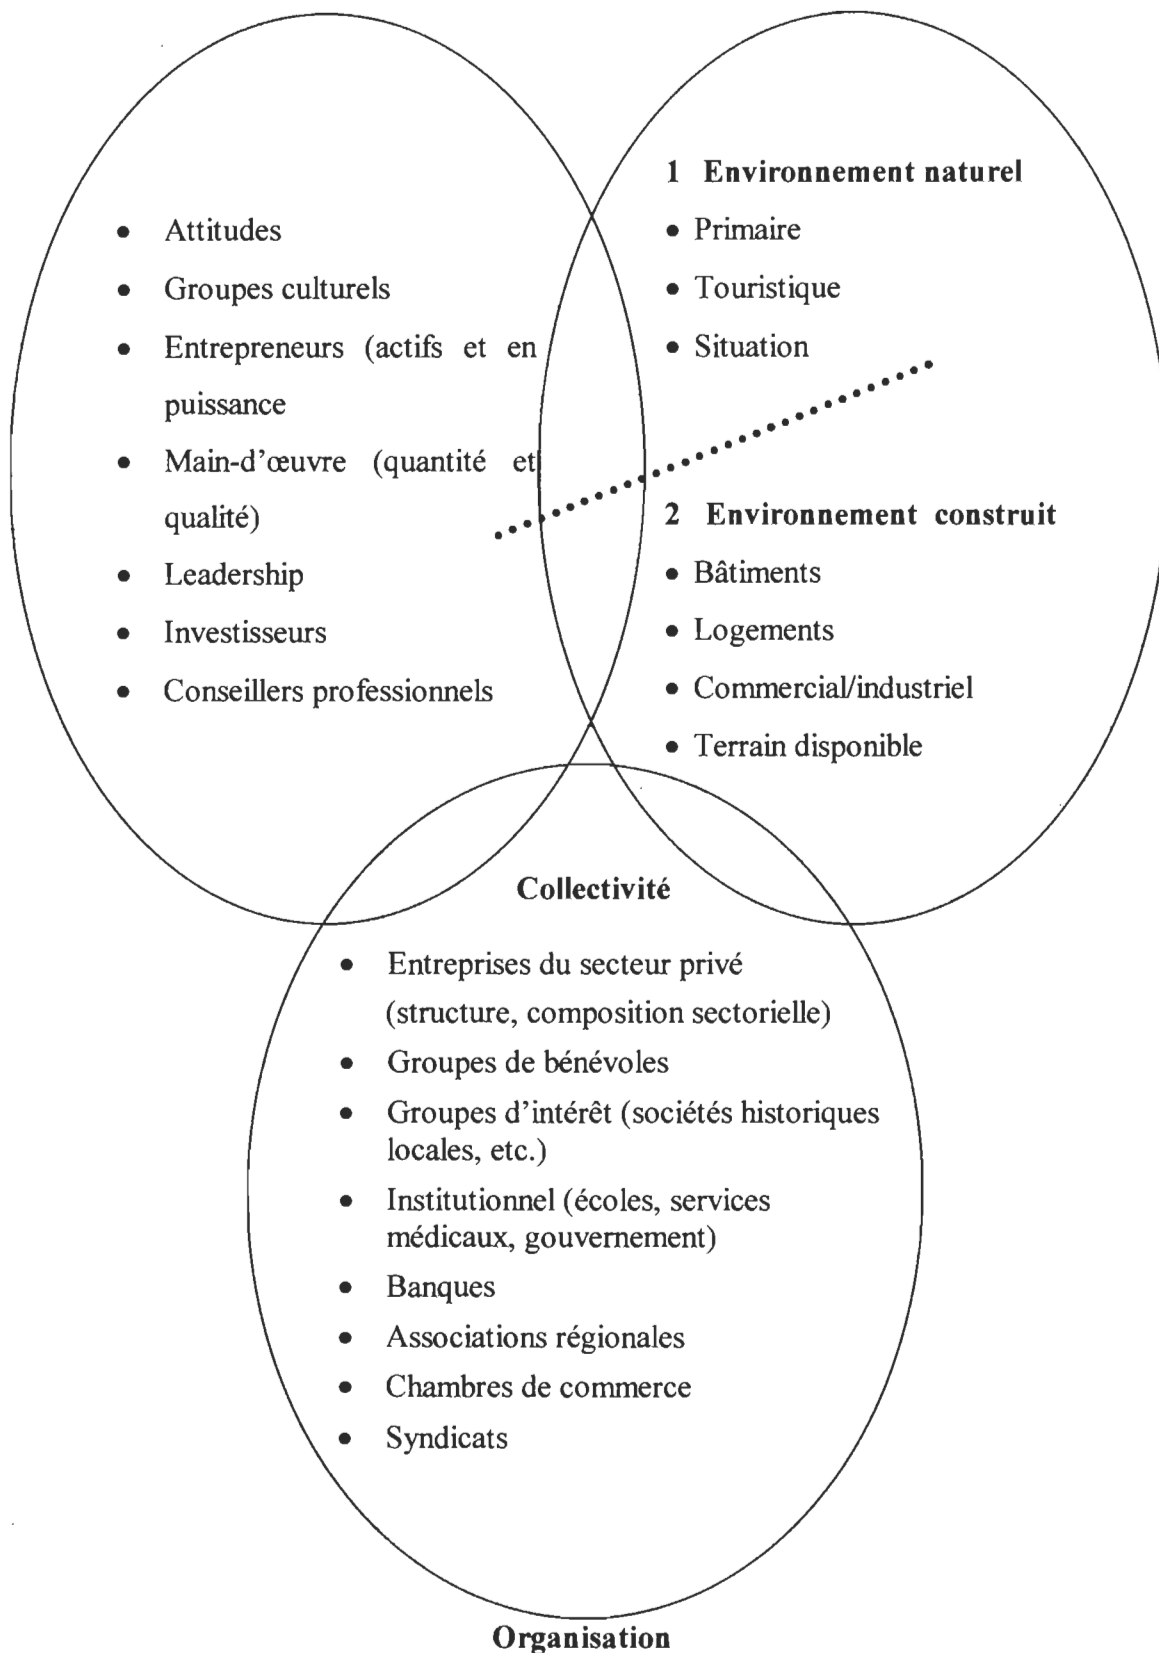 • Attitudes
• Groupes culturels
• Entrepreneurs (actifs et en
puissance
• Main-d'œuvre (quantité et
qualité)
• Leadership
• Investisseurs
• Conseillers professionnels
1 Environnement naturel
• Primaire
• Touristique
• Situation
2 Environnement construit
• Bâtiments
• Logements
• Commercial/industriel
• Terrain disponible
Collectivité
• Entreprises du secteur privé
(structure, composition sectorielle)
• Groupes de bénévoles
• Groupes d'intérêt (sociétés historiques
locales, etc.)
• Institutionnel (écoles, services
médicaux, gouvernement)
• Banques
• Associations régionales
• Chambres de commerce
• Syndicats
Organisation